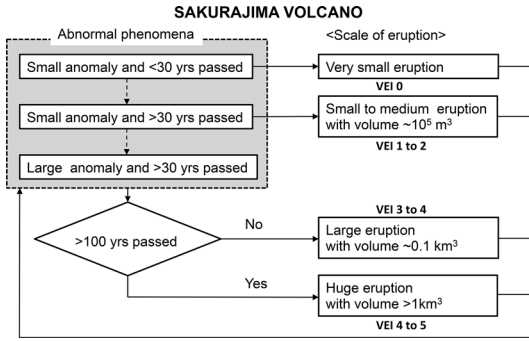 SAKURAJIMA VOLCANO
Abnormal phenomena
<Scale of eruption>
Small anomaly and <30 yrs passed
Very small eruption
VEI 0
Small anomaly and >30 yrs passed
Small to medium eruption
with volume ~10⁵ m³
VEI 1 to 2
Large anomaly and >30 yrs passed
VEI 3 to 4
>100 yrs passed
No
Large eruption
with volume ~0.1 km³
Yes
Huge eruption
with volume >1km³
VEI 4 to 5